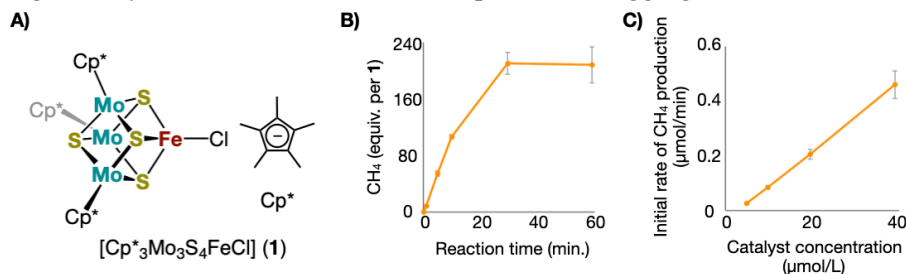 A)
Cp*
Cp*
Mo
S
S
Mo
S
Fe
Cl
Mo
S
Cp*
−
Cp*
[Cp*3Mo3S4FeCl] (1)
B)
CH4 (equiv. per 1)
240
160
80
0
0 20 40 60
Reaction time (min.)
C)
Initial rate of CH4 production
(μmol/min)
0.6
0.4
0.2
0
0 20 40
Catalyst concentration
(μmol/L)